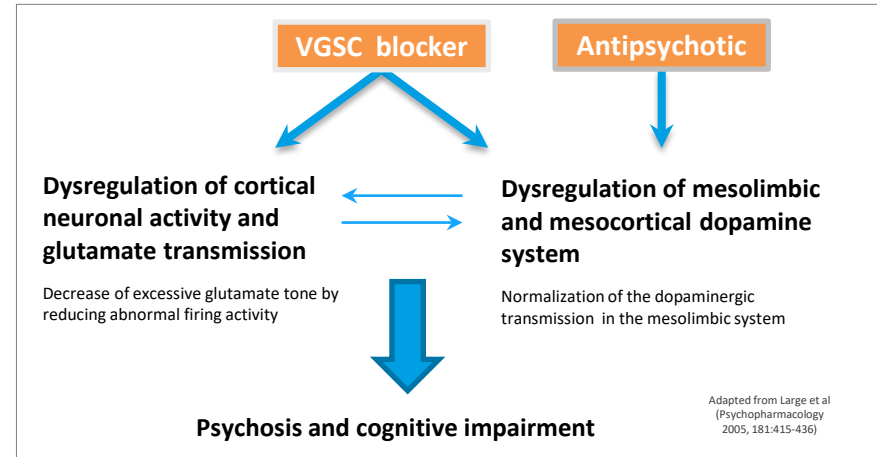 VGSC blocker
Antipsychotic
Dysregulation of cortical
neuronal activity and
glutamate transmission
Decrease of excessive glutamate tone by
reducing abnormal firing activity
Dysregulation of mesolimbic
and mesocortical dopamine
system
Normalization of the dopaminergic
transmission in the mesolimbic system
Psychosis and cognitive impairment
Adapted from Large et al
(Psychopharmacology
2005, 181:415-436)